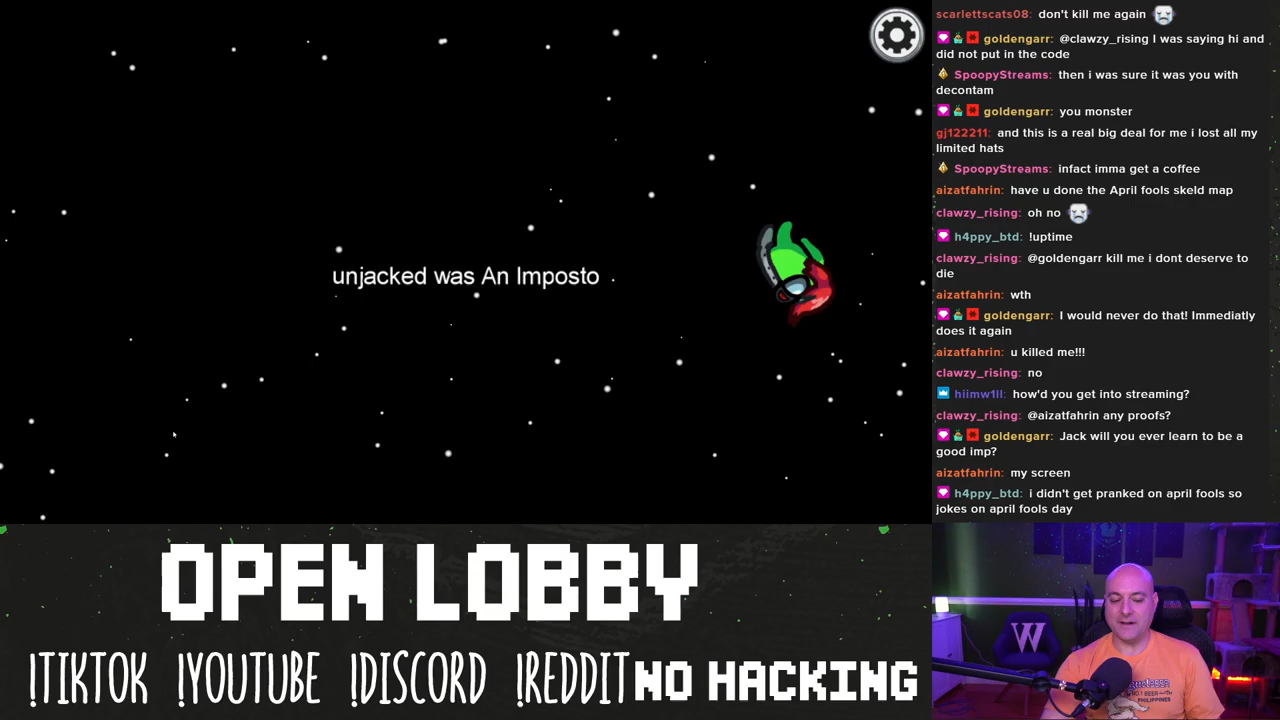 unjacked was An Imposto
scarlettscats08: don't kill me again
goldengarr: @clawzy_rising I was saying hi and
did not put in the code
SpoopyStreams: then i was sure it was you with
decontam
goldengarr: you monster
gj122211: and this is a real big deal for me i lost all my
limited hats
SpoopyStreams: infact imma get a coffee
aizatfahrin: have u done the April fools skeld map
clawzy_rising: oh no
h4ppy_btd: !uptime
clawzy_rising: @goldengarr kill me i dont deserve to
die
aizatfahrin: wth
goldengarr: I would never do that! Immediatly
does it again
aizatfahrin: u killed me!!!
clawzy_rising: no
hiimw1ll: how'd you get into streaming?
clawzy_rising: @aizatfahrin any proofs?
goldengarr: Jack will you ever learn to be a
good imp?
aizatfahrin: my screen
h4ppy_btd: i didn't get pranked on april fools so
jokes on april fools day
OPEN LOBBY
!TIKTOK !YOUTUBE !DISCORD !REDDIT NO HACKING
W
PHILIPPINES